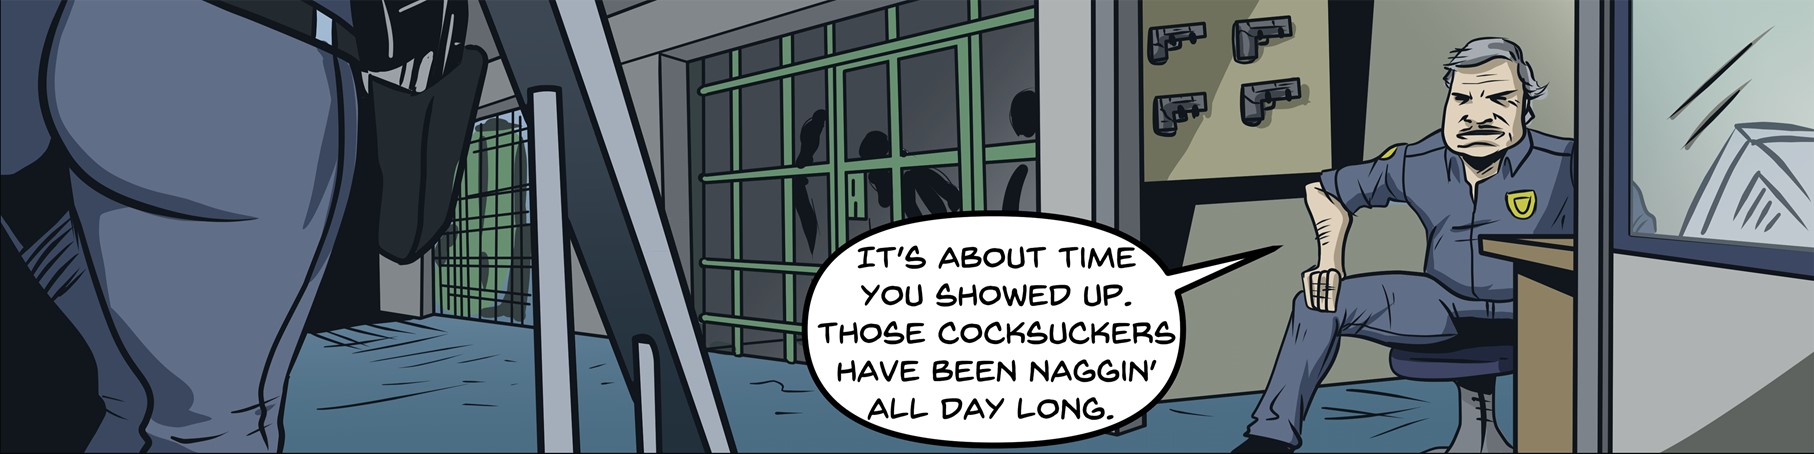 IT'S ABOUT TIME
YOU SHOWED UP.
THOSE COCKSUCKERS
HAVE BEEN NAGGIN'
ALL DAY LONG.